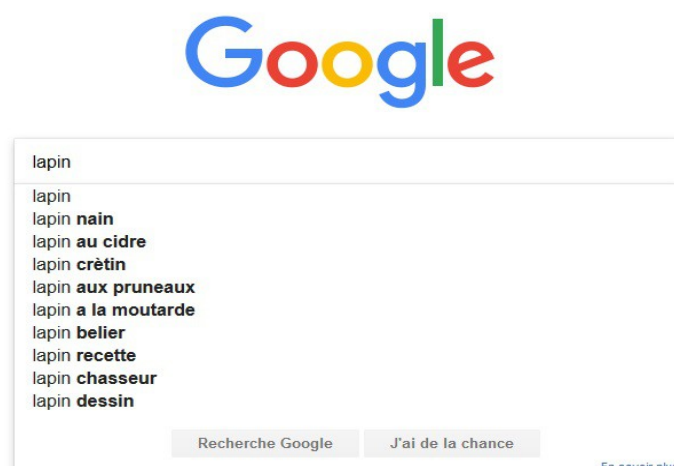 Google
lapin
lapin
lapin nain
lapin au cidre
lapin crètin
lapin aux pruneaux
lapin a la moutarde
lapin belier
lapin recette
lapin chasseur
lapin dessin
Recherche Google J'ai de la chance